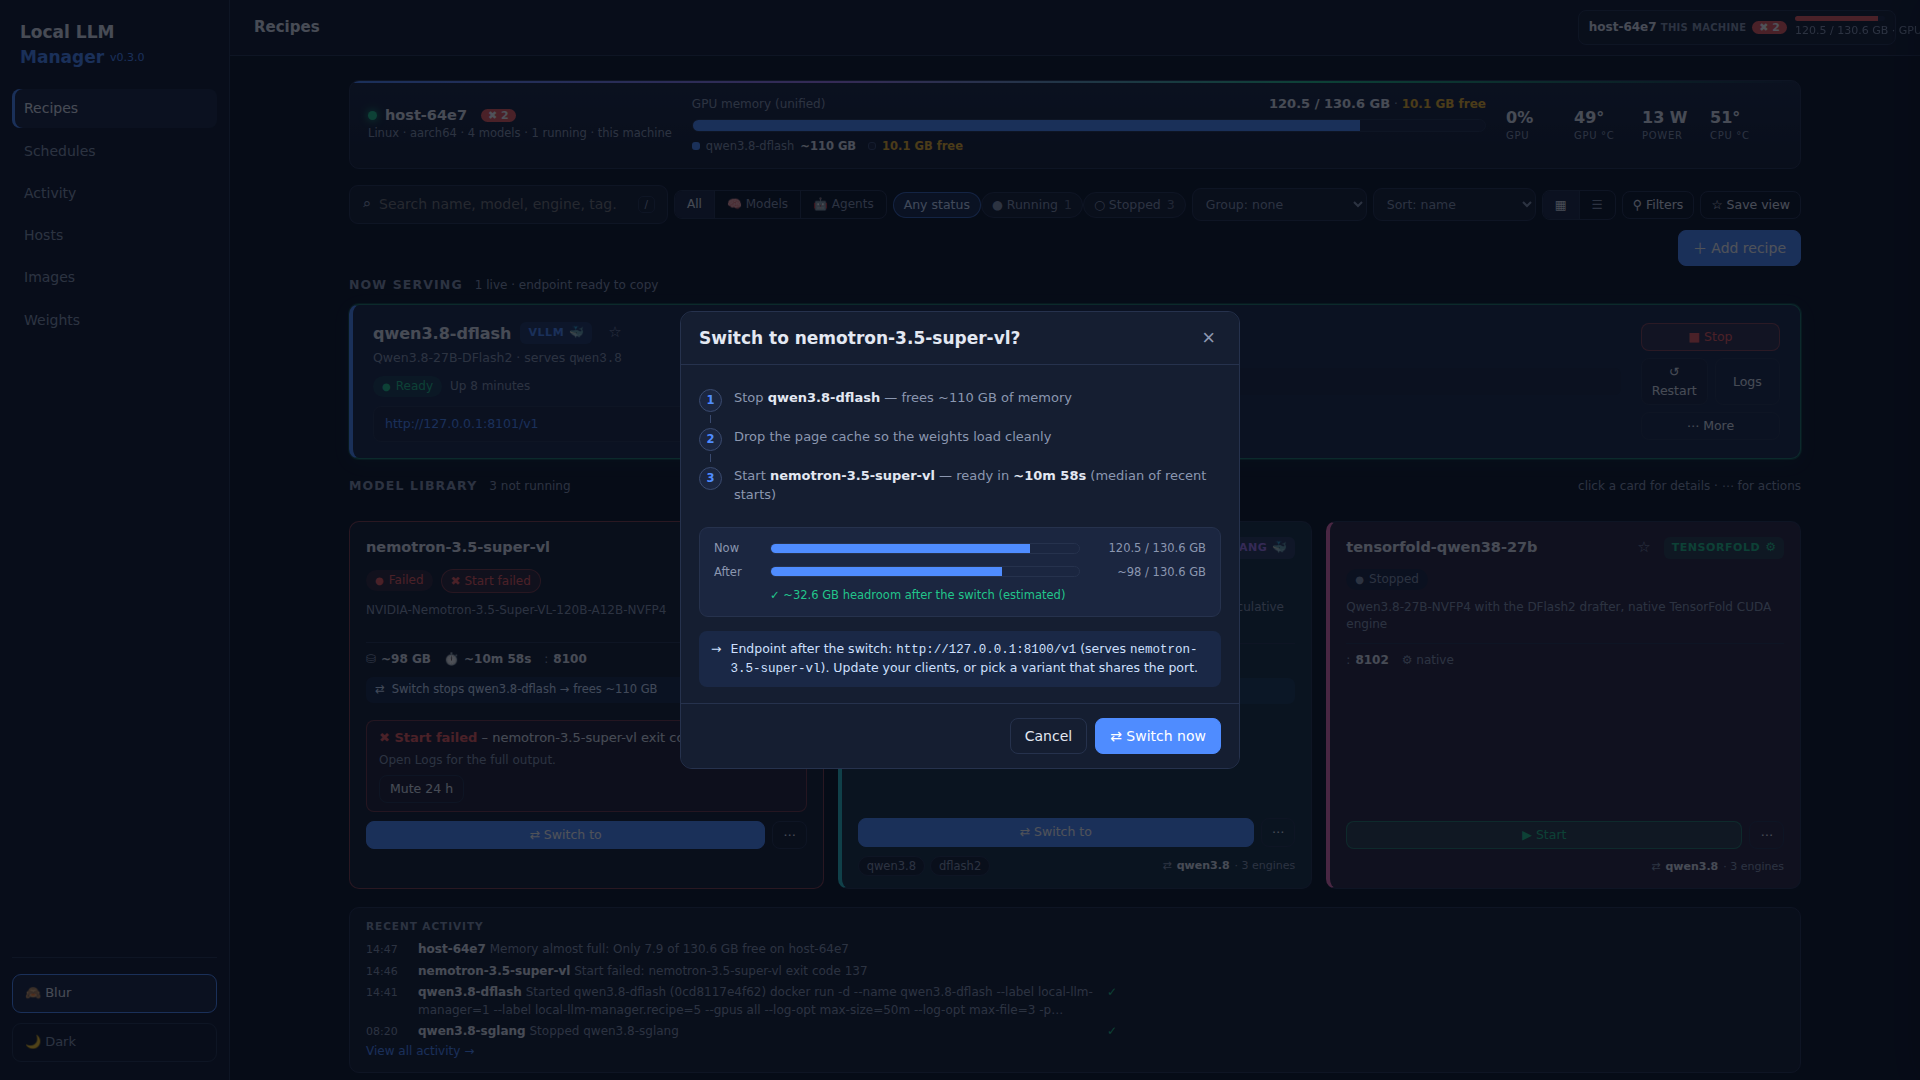 Local LLM
Manager v0.3.0
Recipes
Schedules
Activity
Hosts
Images
Weights
🙈 Blur
🌙 Dark
Recipes
host-64e7 THIS MACHINE ✖ 2
120.5 / 130.6 GB · GPU
host-64e7 ✖ 2
Linux · aarch64 · 4 models · 1 running · this machine
GPU memory (unified)
120.5 / 130.6 GB · 10.1 GB free
qwen3.8-dflash ~110 GB 10.1 GB free
0% GPU
49° GPU °C
13 W POWER
51° CPU °C
Search name, model, engine, tag. /
All 🧠 Models 🤖 Agents
Any status ● Running 1 ○ Stopped 3
Group: none
Sort: name
▦ ☰
⚲ Filters
☆ Save view
+ Add recipe
NOW SERVING 1 live · endpoint ready to copy
qwen3.8-dflash VLLM 🐳 ☆
Qwen3.8-27B-DFlash2 · serves qwen3.8
● Ready Up 8 minutes
http://127.0.0.1:8101/v1
■ Stop
↺ Restart
Logs
⋯ More
MODEL LIBRARY 3 not running
click a card for details · ⋯ for actions
nemotron-3.5-super-vl
● Failed ✖ Start failed
NVIDIA-Nemotron-3.5-Super-VL-120B-A12B-NVFP4
~98 GB ⏱ ~10m 58s : 8100
⇄ Switch stops qwen3.8-dflash → frees ~110 GB
✖ Start failed – nemotron-3.5-super-vl exit co
Open Logs for the full output.
Mute 24 h
⇄ Switch to ⋯
ANG 🐳
culative
⇄ Switch to ⋯
qwen3.8 dflash2
⇄ qwen3.8 · 3 engines
tensorfold-qwen38-27b ☆ TENSORFOLD ⚙
● Stopped
Qwen3.8-27B-NVFP4 with the DFlash2 drafter, native TensorFold CUDA
engine
: 8102 ⚙ native
▶ Start ⋯
⇄ qwen3.8 · 3 engines
Switch to nemotron-3.5-super-vl? ✕
1 Stop qwen3.8-dflash — frees ~110 GB of memory
2 Drop the page cache so the weights load cleanly
3 Start nemotron-3.5-super-vl — ready in ~10m 58s (median of recent
starts)
Now 120.5 / 130.6 GB
After ~98 / 130.6 GB
✓ ~32.6 GB headroom after the switch (estimated)
→ Endpoint after the switch: http://127.0.0.1:8100/v1 (serves nemotron-
3.5-super-vl). Update your clients, or pick a variant that shares the port.
Cancel
⇄ Switch now
RECENT ACTIVITY
14:47 host-64e7 Memory almost full: Only 7.9 of 130.6 GB free on host-64e7
14:46 nemotron-3.5-super-vl Start failed: nemotron-3.5-super-vl exit code 137
14:41 qwen3.8-dflash Started qwen3.8-dflash (0cd8117e4f62) docker run -d --name qwen3.8-dflash --label local-llm- ✓
manager=1 --label local-llm-manager.recipe=5 --gpus all --log-opt max-size=50m --log-opt max-file=3 -p…
08:20 qwen3.8-sglang Stopped qwen3.8-sglang ✓
View all activity →